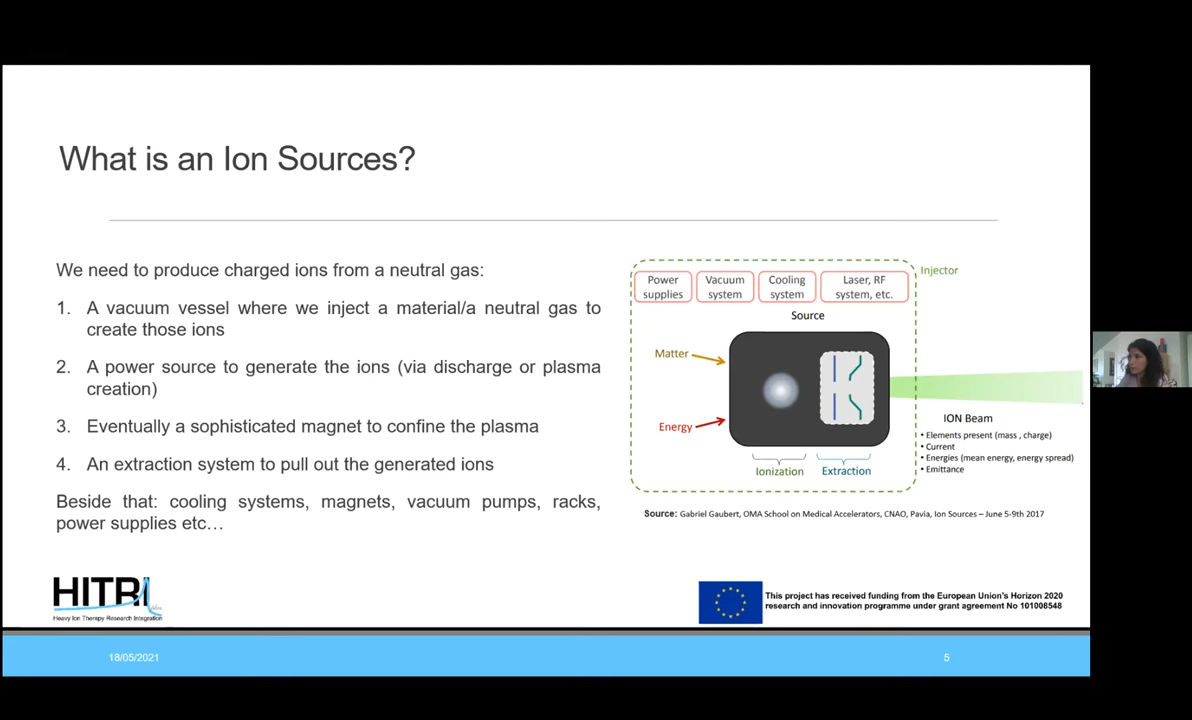 What is an Ion Sources?
We need to produce charged ions from a neutral gas:
1. A vacuum vessel where we inject a material/a neutral gas to
create those ions
2. A power source to generate the ions (via discharge or plasma
creation)
3. Eventually a sophisticated magnet to confine the plasma
4. An extraction system to pull out the generated ions
Beside that: cooling systems, magnets, vacuum pumps, racks,
power supplies etc…
Injector
Power
supplies
Vacuum
system
Cooling
system
Laser, RF
system, etc.
Source
Matter
Energy
Ionization
Extraction
ION Beam
• Elements present (mass , charge)
• Current
• Energies (mean energy, energy spread)
• Emittance
Source: Gabriel Gaubert, OMA School on Medical Accelerators, CNAO, Pavia, Ion Sources – June 5-9th 2017
HITRI
plus
Heavy Ion Therapy Research Integration
This project has received funding from the European Union's Horizon 2020
research and innovation programme under grant agreement No 101008548
18/05/2021
5